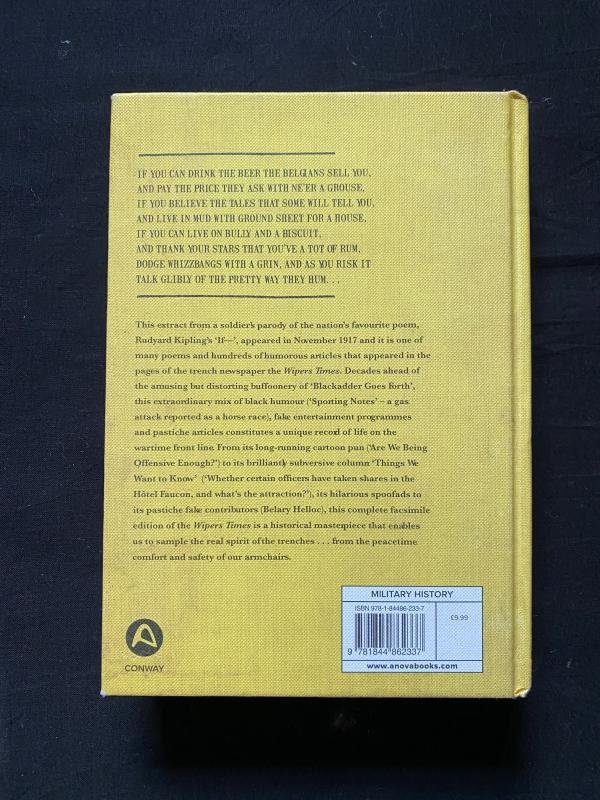 IF YOU CAN DRINK THE BEER THE BELGIANS SELL YOU,
AND PAY THE PRICE THEY ASK WITH NE'ER A GROUSE,
IF YOU BELIEVE THE TALES THAT SOME WILL TELL YOU,
AND LIVE IN MUD WITH GROUND SHEET FOR A HOUSE,
IF YOU CAN LIVE ON BULLY AND A BISCUIT,
AND THANK YOUR STARS THAT YOU'VE A TOT OF RUM,
DODGE WHIZZBANGS WITH A GRIN, AND AS YOU RISK IT
TALK GLIBLY OF THE PRETTY WAY THEY HUM...
This extract from a soldier's parody of the nation's favourite poem,
Rudyard Kipling's 'If—', appeared in November 1917 and it is one of
many poems and hundreds of humorous articles that appeared in the
pages of the trench newspaper the Wipers Times. Decades ahead of
the amusing but distorting buffoonery of 'Blackadder Goes Forth',
this extraordinary mix of black humour ('Sporting Notes' – a gas
attack reported as a horse race), fake entertainment programmes
and pastiche articles constitutes a unique record of life on the
wartime front line. From its long-running cartoon pun ('Are We Being
Offensive Enough?') to its brilliantly subversive column 'Things We
Want to Know' ('Whether certain officers have taken shares in the
Hôtel Faucon, and what's the attraction?'), its hilarious spoof ads to
its pastiche fake contributors (Belary Helloc), this complete facsimile
edition of the Wipers Times is a historical masterpiece that enables
us to sample the real spirit of the trenches . . . from the peacetime
comfort and safety of our armchairs.
CONWAY
MILITARY HISTORY
ISBN 978-1-84486-233-7
£9.99
9 781844 862337
www.anovabooks.com